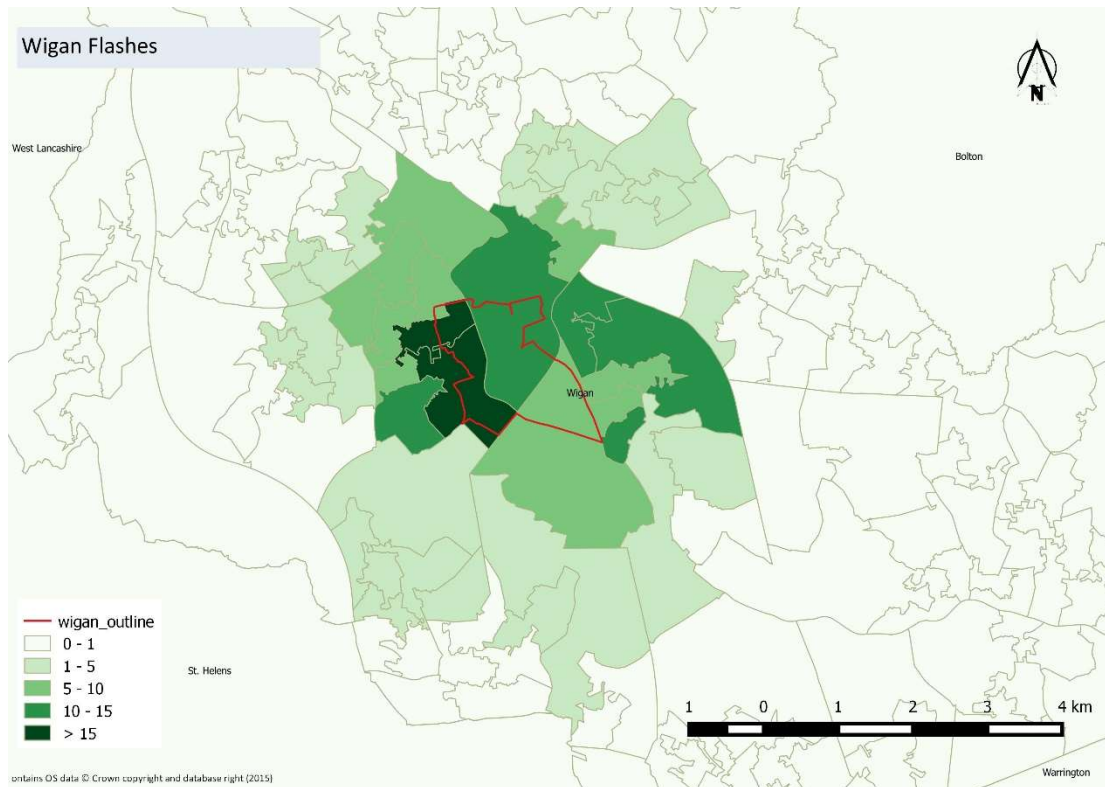 Wigan Flashes
N
West Lancashire
Bolton
Wigan
wigan_outline
0 - 1
1 - 5
5 - 10
10 - 15
> 15
St. Helens
1 0 1 2 3 4 km
Warrington
ontains OS data © Crown copyright and database right (2015)